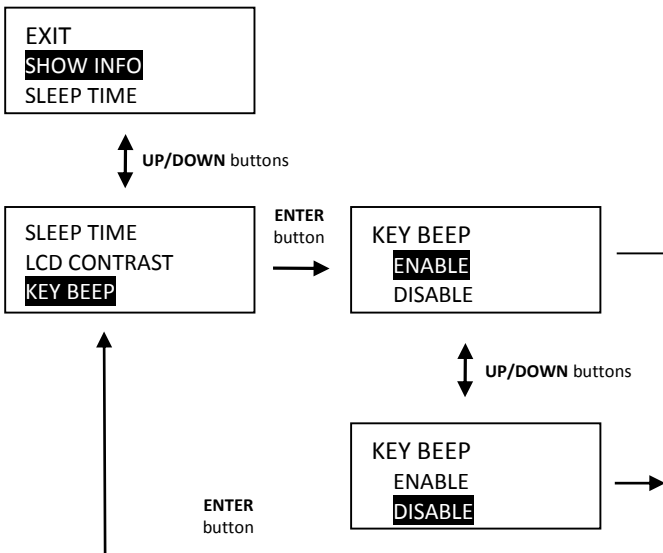 EXIT
SHOW INFO
SLEEP TIME
UP/DOWN buttons
SLEEP TIME
LCD CONTRAST
KEY BEEP
ENTER
button
KEY BEEP
ENABLE
DISABLE
UP/DOWN buttons
KEY BEEP
ENABLE
DISABLE
ENTER
button